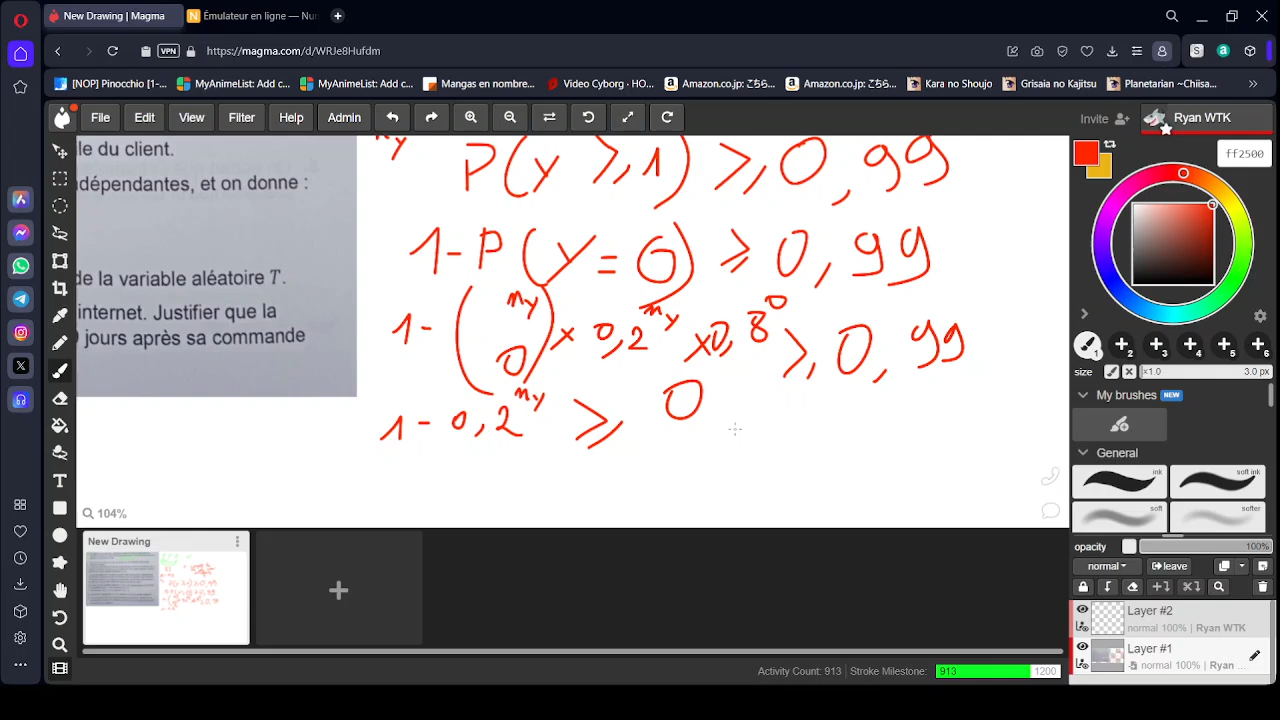 New Drawing | Magma
Émulateur en ligne — Nu
VPN
https://magma.com/d/WRJe8Hufdm
[NOP] Pinocchio [1-...
MyAnimeList: Add c...
MyAnimeList: Add c...
Mangas en nombre...
Video Cyborg · HO...
Amazon.co.jp: こちら...
Amazon.co.jp: こちら...
Kara no Shoujo
Grisaia no Kajitsu
Planetarian ~Chiisa...
File
Edit
View
Filter
Help
Admin
Invite
Ryan WTK
ff2500
le du client.
dépendantes, et on donne :
de la variable aléatoire T.
internet. Justifier que la
jours après sa commande
ny
P(Y ≥ 1) ≥ 0,99
1-P(Y=0) ≥ 0,99
1-(ny 0) × 0,2^ny × 0,8^0 ≥ 0,99
1-0,2^ny ≥ 0
104%
size
×1.0
3.0 px
My brushes NEW
General
ink
soft ink
soft
softer
opacity
100%
normal
leave
New Drawing
Layer #2
normal 100% | Ryan WTK
Layer #1
normal 100% | Ryan ...
Activity Count: 913
Stroke Milestone:
913
1200